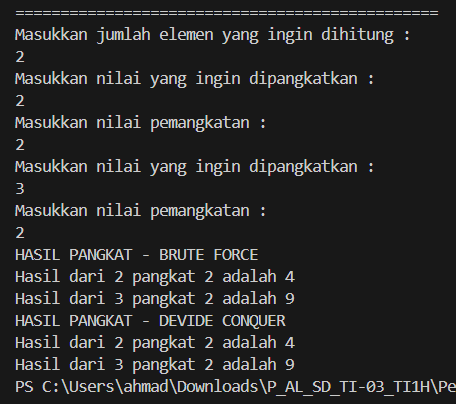 ===============================================
Masukkan jumlah elemen yang ingin dihitung :
2
Masukkan nilai yang ingin dipangkatkan :
2
Masukkan nilai pemangkatan :
2
Masukkan nilai yang ingin dipangkatkan :
3
Masukkan nilai pemangkatan :
2
HASIL PANGKAT - BRUTE FORCE
Hasil dari 2 pangkat 2 adalah 4
Hasil dari 3 pangkat 2 adalah 9
HASIL PANGKAT - DEVIDE CONQUER
Hasil dari 2 pangkat 2 adalah 4
Hasil dari 3 pangkat 2 adalah 9
PS C:\Users\ahmad\Downloads\P_AL_SD_TI-03_TI1H\Pe